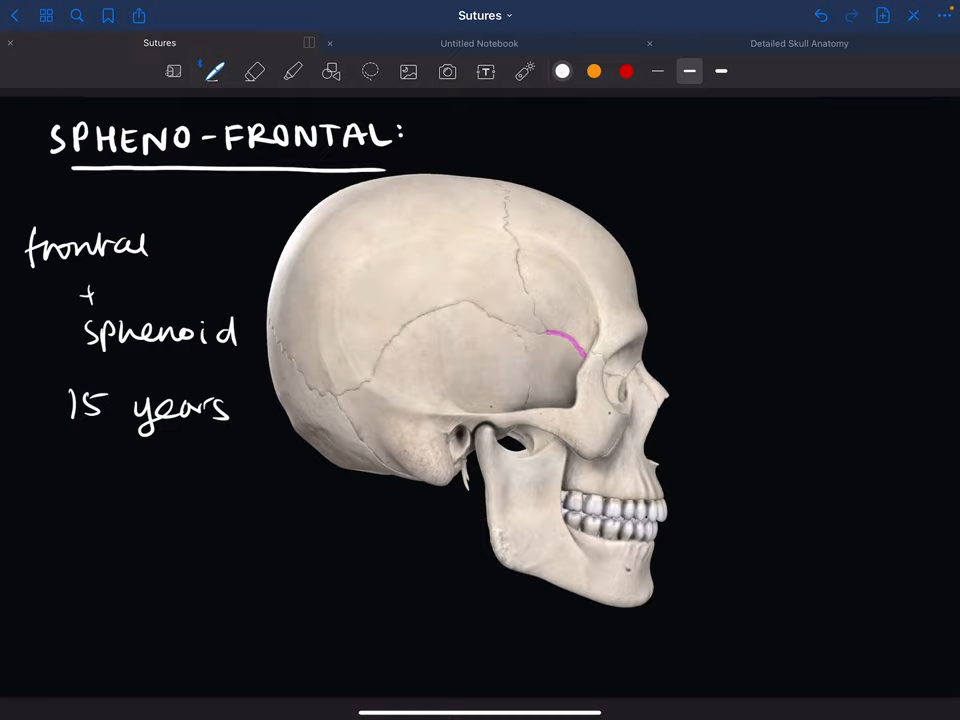 Sutures
Sutures
Untitled Notebook
Detailed Skull Anatomy
SPHENO-FRONTAL:
frontal
+
sphenoid
15 years